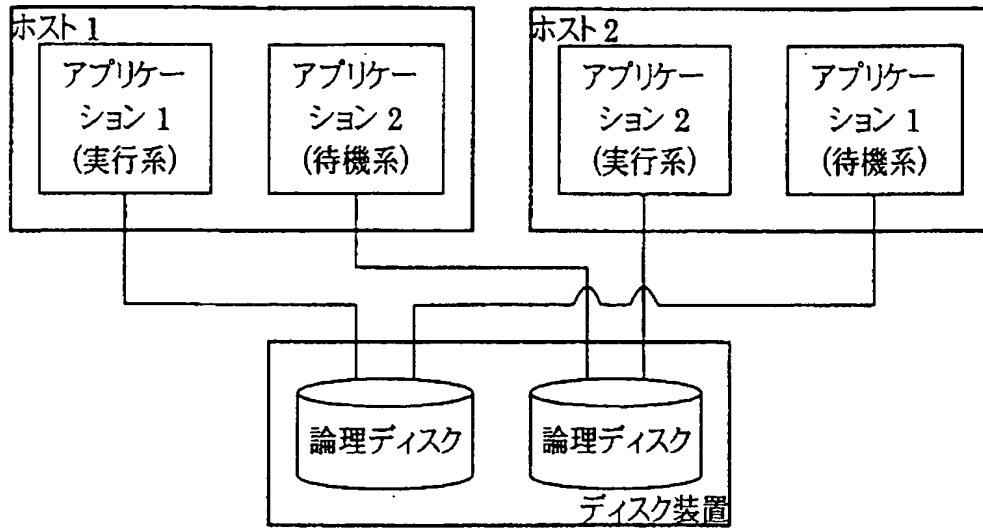 ホスト1
アプリケー
ション 1
(実行系)
アプリケー
ション 2
(待機系)
ホスト2
アプリケー
ション 2
(実行系)
アプリケー
ション 1
(待機系)
論理ディスク
論理ディスク
ディスク装置